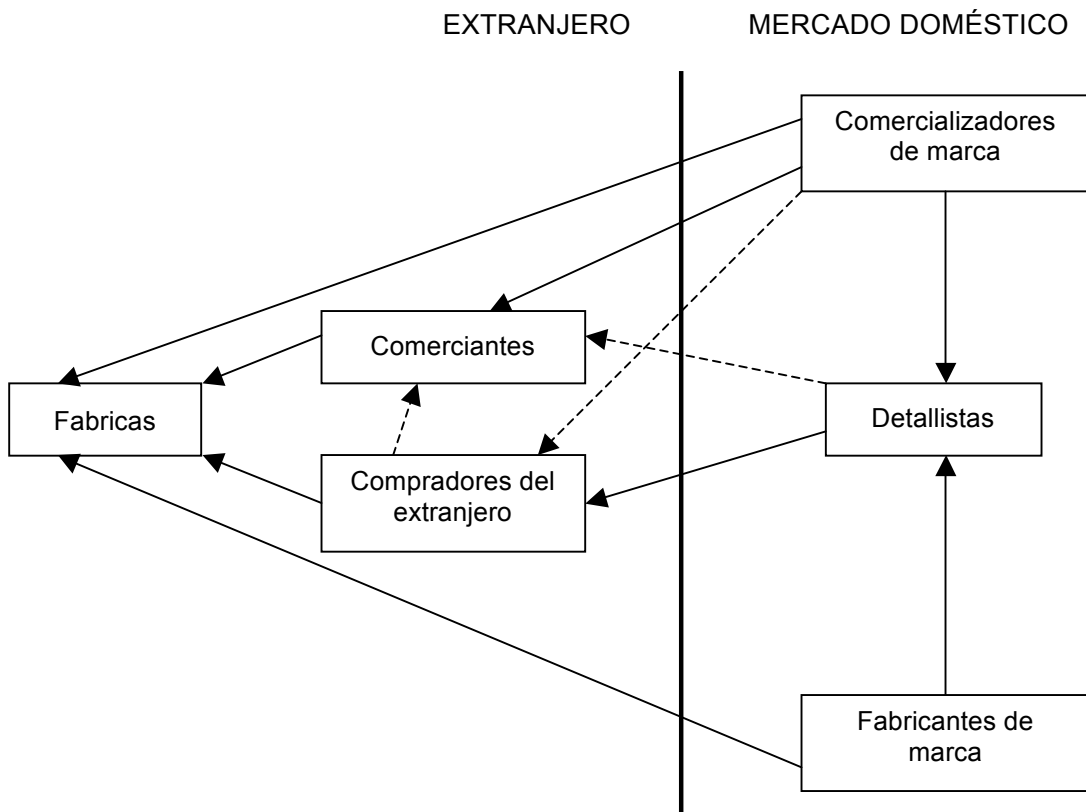 EXTRANJERO
MERCADO DOMÉSTICO
Comercializadores
de marca
Comerciantes
Fabricas
Detallistas
Compradores del
extranjero
Fabricantes de
marca